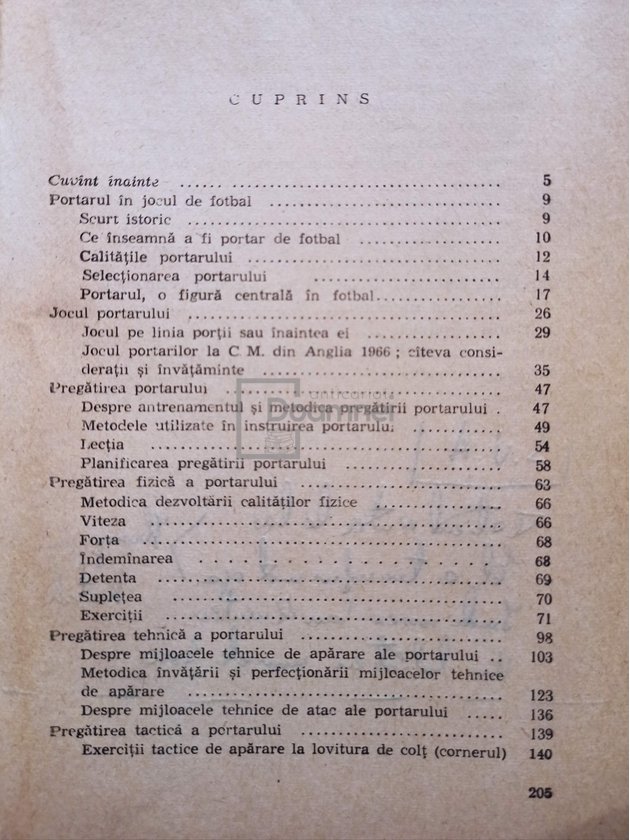 CUPRINS
Cuvînt înainte ...... .......................... 5
Portarul în jocul de fotbal .......................... 9
Scurt istoric .......................... 9
Ce înseamnă a fi portar de fotbal .................. 10
Calitățile portarului .......................... 12
Selecționarea portarului .................. 14
Portarul, o figură centrală în fotbal.................. 17
Jocul portarului .......................... 26
Jocul pe linia porții sau înaintea ei .................. 29
Jocul portarilor la C M. din Anglia 1966 ; cîteva consi-
derații și învățăminte .......................... 35
Pregătirea portarului .......................... 47
Despre antrenamentul și metodica pregătirii portarului . 47
Metodele utilizate în instruirea portarului .............. 49
Lecția .......................... 54
Planificarea pregătirii portarului .................. 58
Pregătirea fizică a portarului .......................... 63
Metodica dezvoltării calităților fizice .................. 66
Viteza .......................... 66
Forța .......................... 68
Îndemînarea .................. 68
Detenta .......................... 69
Suplețea .......................... 70
Exerciții .......................... 71
Pregătirea tehnică a portarului .......................... 98
Despre mijloacele tehnice de apărare ale portarului .. 103
Metodica învățării și perfecționării mijlcacelor tehnice
de apărare .......................... 123
Despre mijloacele tehnice de atac ale portarului ..... 136
Pregătirea tactică a portarului .......................... 139
Exerciții tactice de apărare la lovitura de colț (cornerul) 140
205
anticariat
Doamnei